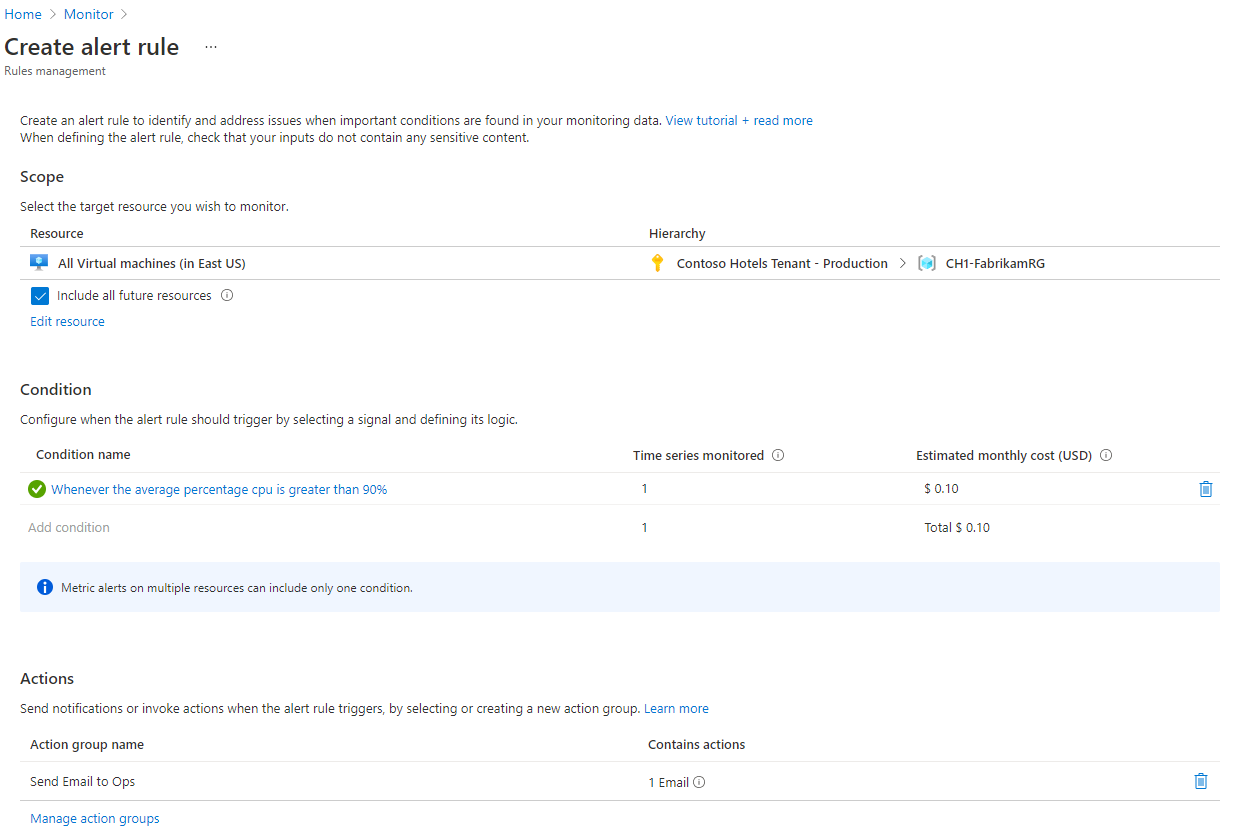 Home > Monitor >
Create alert rule ...
Rules management
Create an alert rule to identify and address issues when important conditions are found in your monitoring data. View tutorial + read more
When defining the alert rule, check that your inputs do not contain any sensitive content.
Scope
Select the target resource you wish to monitor.
Resource Hierarchy
All Virtual machines (in East US) Contoso Hotels Tenant - Production > CH1-FabrikamRG
Include all future resources
Edit resource
Condition
Configure when the alert rule should trigger by selecting a signal and defining its logic.
Condition name Time series monitored Estimated monthly cost (USD)
Whenever the average percentage cpu is greater than 90% 1 $ 0.10
Add condition 1 Total $ 0.10
Metric alerts on multiple resources can include only one condition.
Actions
Send notifications or invoke actions when the alert rule triggers, by selecting or creating a new action group. Learn more
Action group name Contains actions
Send Email to Ops 1 Email
Manage action groups